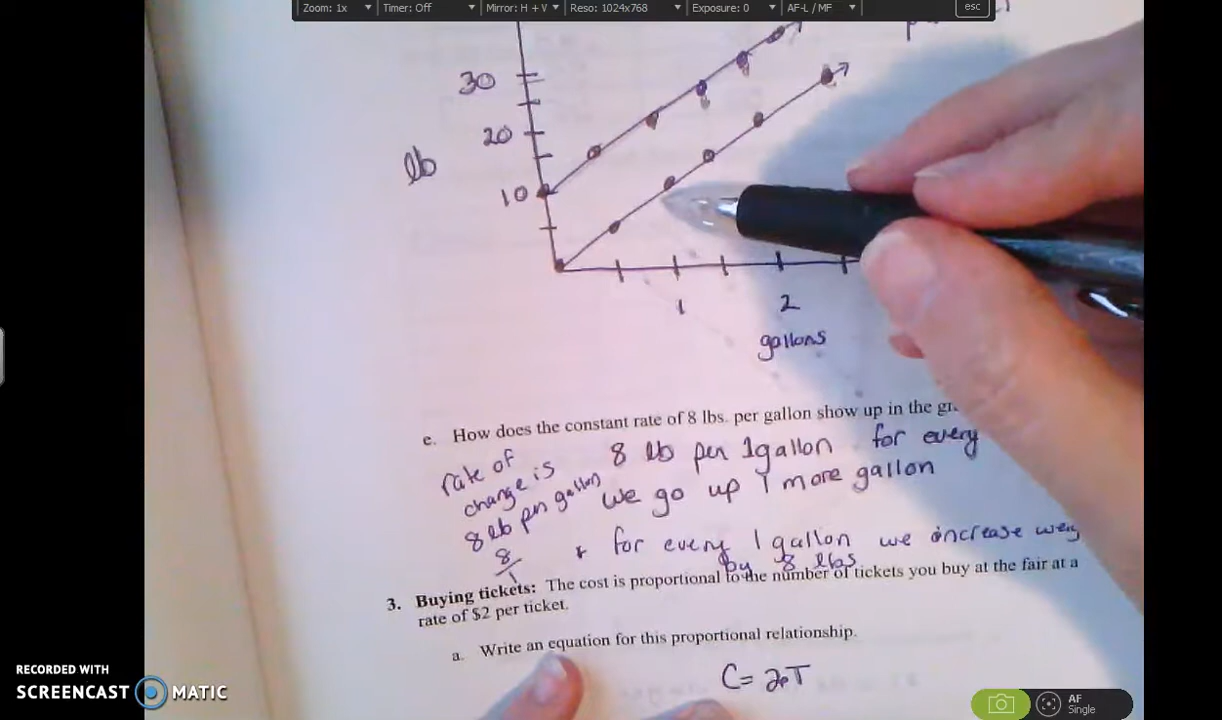 Zoom: 1x Timer: Off Mirror: H + V Reso: 1024x768 Exposure: 0 AF-L / MF esc
30
20
lb
10
1 2
gallons
e. How does the constant rate of 8 lbs. per gallon show up in the
rate of
change is
8 lb per gallon
8
1
8 lb per 1 gallon for every
we go up 1 more gallon
* for every 1 gallon we increase
by 8 lbs
3. Buying tickets: The cost is proportional to the number of tickets you buy at the fair at a
rate of $2 per ticket.
a. Write an equation for this proportional relationship.
RECORDED WITH
SCREENCAST MATIC
AF
Single